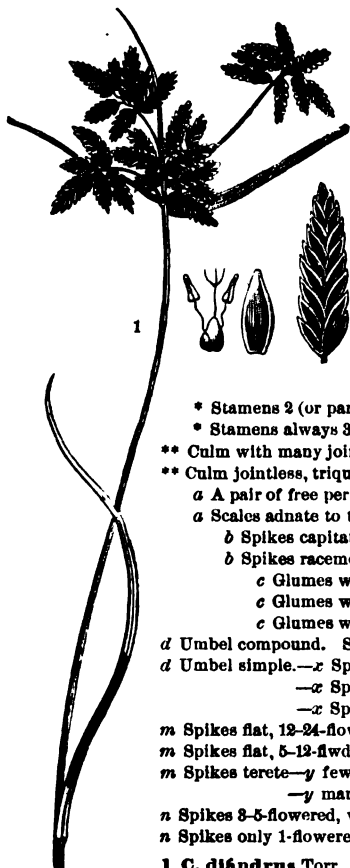 1
* Stamens 2 (or par
* Stamens always 3
** Culm with many joi
** Culm jointless, triqu
a A pair of free per
a Scales adnate to t
b Spikes capita
b Spikes raceme
c Glumes w
c Glumes w
c Glumes w
d Umbel compound. S
d Umbel simple.—x Sp
—x Sp
—x Sp
m Spikes flat, 12-24-flow
m Spikes flat, 5-12-flwd
m Spikes terete—y few
—y mar
n Spikes 3-5-flowered, v
n Spikes only 1-flowere
1 C. diándrus Torr.